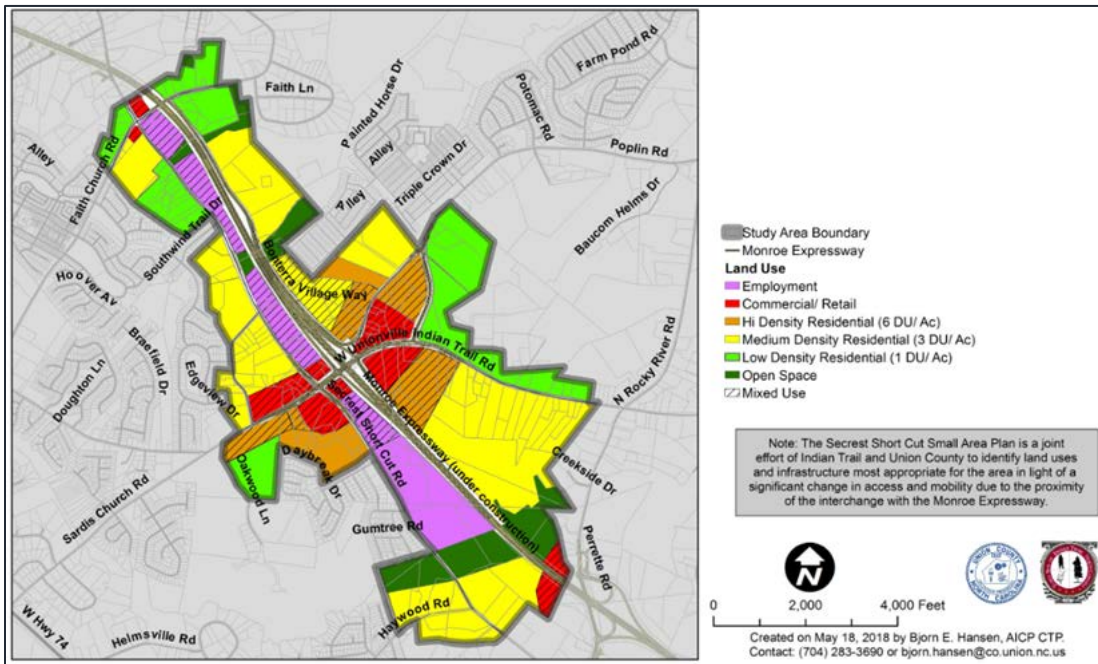 Farm Pond Rd
Faith Ln
Painted Horse Dr
Potomac Rd
Alley
Poplin Rd
Alley
Triple Crown Dr
Faith Church Rd
Alley
Baucom Helms Dr
Southwind Trail Dr
Bonterra Village Way
Hoover Av
W Unionville Indian Trail Rd
Braefield Dr
Edgeview Dr
N Rocky River Rd
Doughton Ln
Monroe Expressway (under construction)
Secrest Short Cut Rd
Daybreak Dr
Oakwood Ln
Creekside Dr
Sardis Church Rd
Gumtree Rd
Perrette Rd
Haywood Rd
W Hwy 74
Helmsville Rd
Study Area Boundary
Monroe Expressway
Land Use
Employment
Commercial/ Retail
Hi Density Residential (6 DU/ Ac)
Medium Density Residential (3 DU/ Ac)
Low Density Residential (1 DU/ Ac)
Open Space
Mixed Use
Note: The Secrest Short Cut Small Area Plan is a joint
effort of Indian Trail and Union County to identify land uses
and infrastructure most appropriate for the area in light of a
significant change in access and mobility due to the proximity
of the interchange with the Monroe Expressway.
N
UNION COUNTY
NORTH CAROLINA
0 2,000 4,000 Feet
Created on May 18, 2018 by Bjorn E. Hansen, AICP CTP.
Contact: (704) 283-3690 or bjorn.hansen@co.union.nc.us